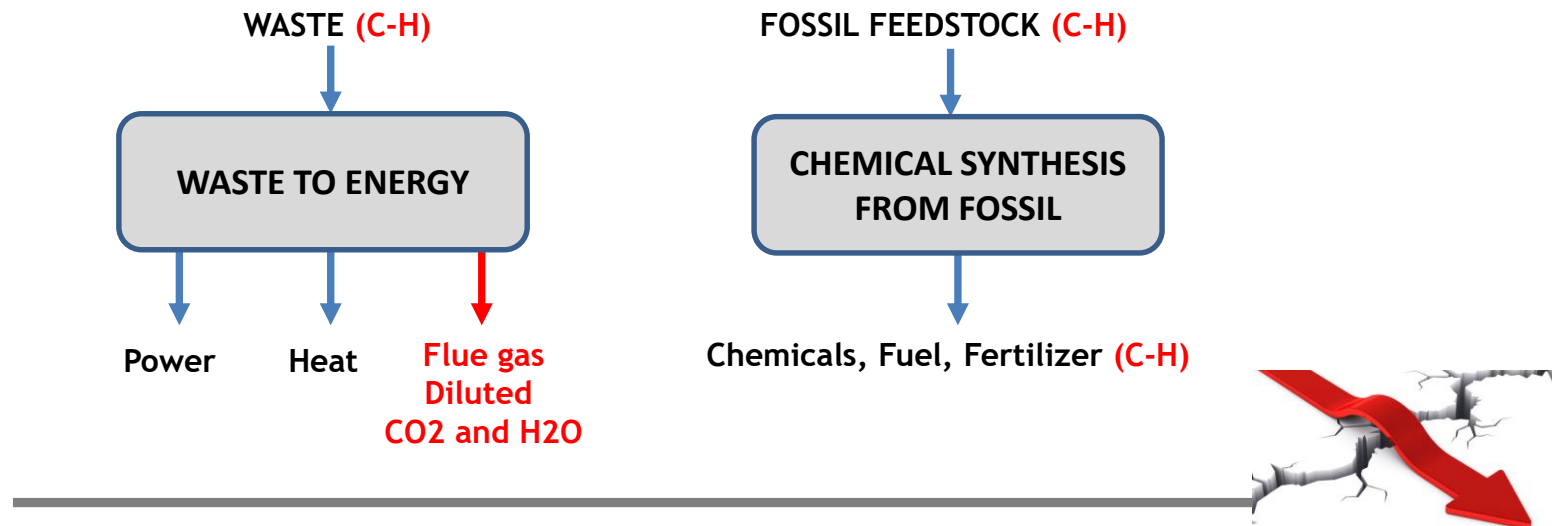 WASTE (C-H)
WASTE TO ENERGY
Power
Heat
Flue gas
Diluted
CO2 and H2O
FOSSIL FEEDSTOCK (C-H)
CHEMICAL SYNTHESIS
FROM FOSSIL
Chemicals, Fuel, Fertilizer (C-H)